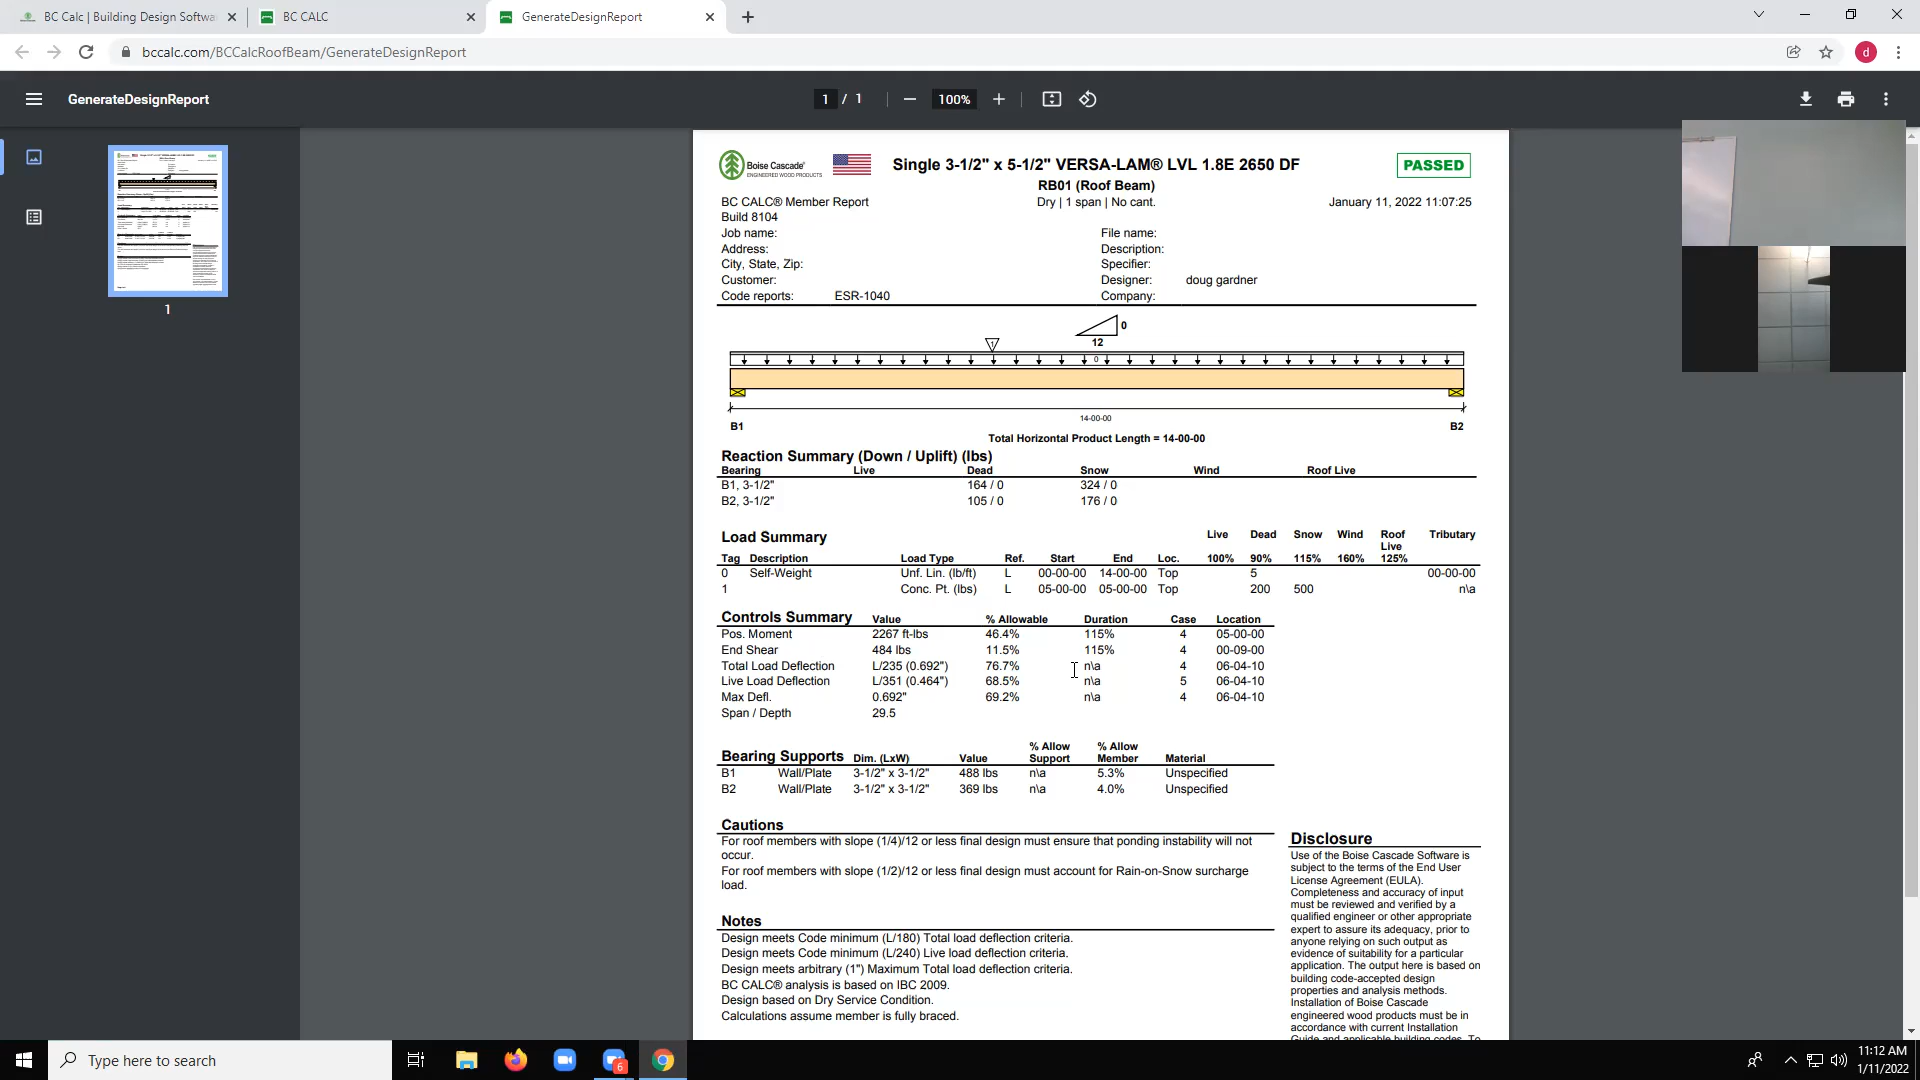 BC Calc | Building Design Softwa
BC CALC
GenerateDesignReport
bccalc.com/BCCalcRoofBeam/GenerateDesignReport
d
GenerateDesignReport
1 / 1
100%
1
Boise Cascade®
ENGINEERED WOOD PRODUCTS
Single 3-1/2" x 5-1/2" VERSA-LAM® LVL 1.8E 2650 DF
PASSED
RB01 (Roof Beam)
BC CALC® Member Report
Dry | 1 span | No cant.
January 11, 2022 11:07:25
Build 8104
Job name:
File name:
Address:
Description:
City, State, Zip:
Specifier:
Customer:
Designer: doug gardner
Code reports: ESR-1040
Company:
0
12
1
0
14-00-00
B1
B2
Total Horizontal Product Length = 14-00-00
Reaction Summary (Down / Uplift) (lbs)
Bearing Live Dead Snow Wind Roof Live
B1, 3-1/2" 164 / 0 324 / 0
B2, 3-1/2" 105 / 0 176 / 0
Load Summary
Live Dead Snow Wind Roof Live Tributary
Tag Description Load Type Ref. Start End Loc. 100% 90% 115% 160% 125%
0 Self-Weight Unf. Lin. (lb/ft) L 00-00-00 14-00-00 Top 5 00-00-00
1 Conc. Pt. (lbs) L 05-00-00 05-00-00 Top 200 500 n\a
Controls Summary Value % Allowable Duration Case Location
Pos. Moment 2267 ft-lbs 46.4% 115% 4 05-00-00
End Shear 484 lbs 11.5% 115% 4 00-09-00
Total Load Deflection L/235 (0.692") 76.7% n\a 4 06-04-10
Live Load Deflection L/351 (0.464") 68.5% n\a 5 06-04-10
Max Defl. 0.692" 69.2% n\a 4 06-04-10
Span / Depth 29.5
% Allow % Allow
Bearing Supports Dim. (LxW) Value Support Member Material
B1 Wall/Plate 3-1/2" x 3-1/2" 488 lbs n\a 5.3% Unspecified
B2 Wall/Plate 3-1/2" x 3-1/2" 369 lbs n\a 4.0% Unspecified
Cautions
For roof members with slope (1/4)/12 or less final design must ensure that ponding instability will not
occur.
For roof members with slope (1/2)/12 or less final design must account for Rain-on-Snow surcharge
load.
Notes
Design meets Code minimum (L/180) Total load deflection criteria.
Design meets Code minimum (L/240) Live load deflection criteria.
Design meets arbitrary (1") Maximum Total load deflection criteria.
BC CALC® analysis is based on IBC 2009.
Design based on Dry Service Condition.
Calculations assume member is fully braced.
Disclosure
Use of the Boise Cascade Software is
subject to the terms of the End User
License Agreement (EULA).
Completeness and accuracy of input
must be reviewed and verified by a
qualified engineer or other appropriate
expert to assure its adequacy, prior to
anyone relying on such output as
evidence of suitability for a particular
application. The output here is based on
building code-accepted design
properties and analysis methods.
Installation of Boise Cascade
engineered wood products must be in
accordance with current Installation
Guide and applicable building codes. To
Type here to search
6
11:12 AM
1/11/2022